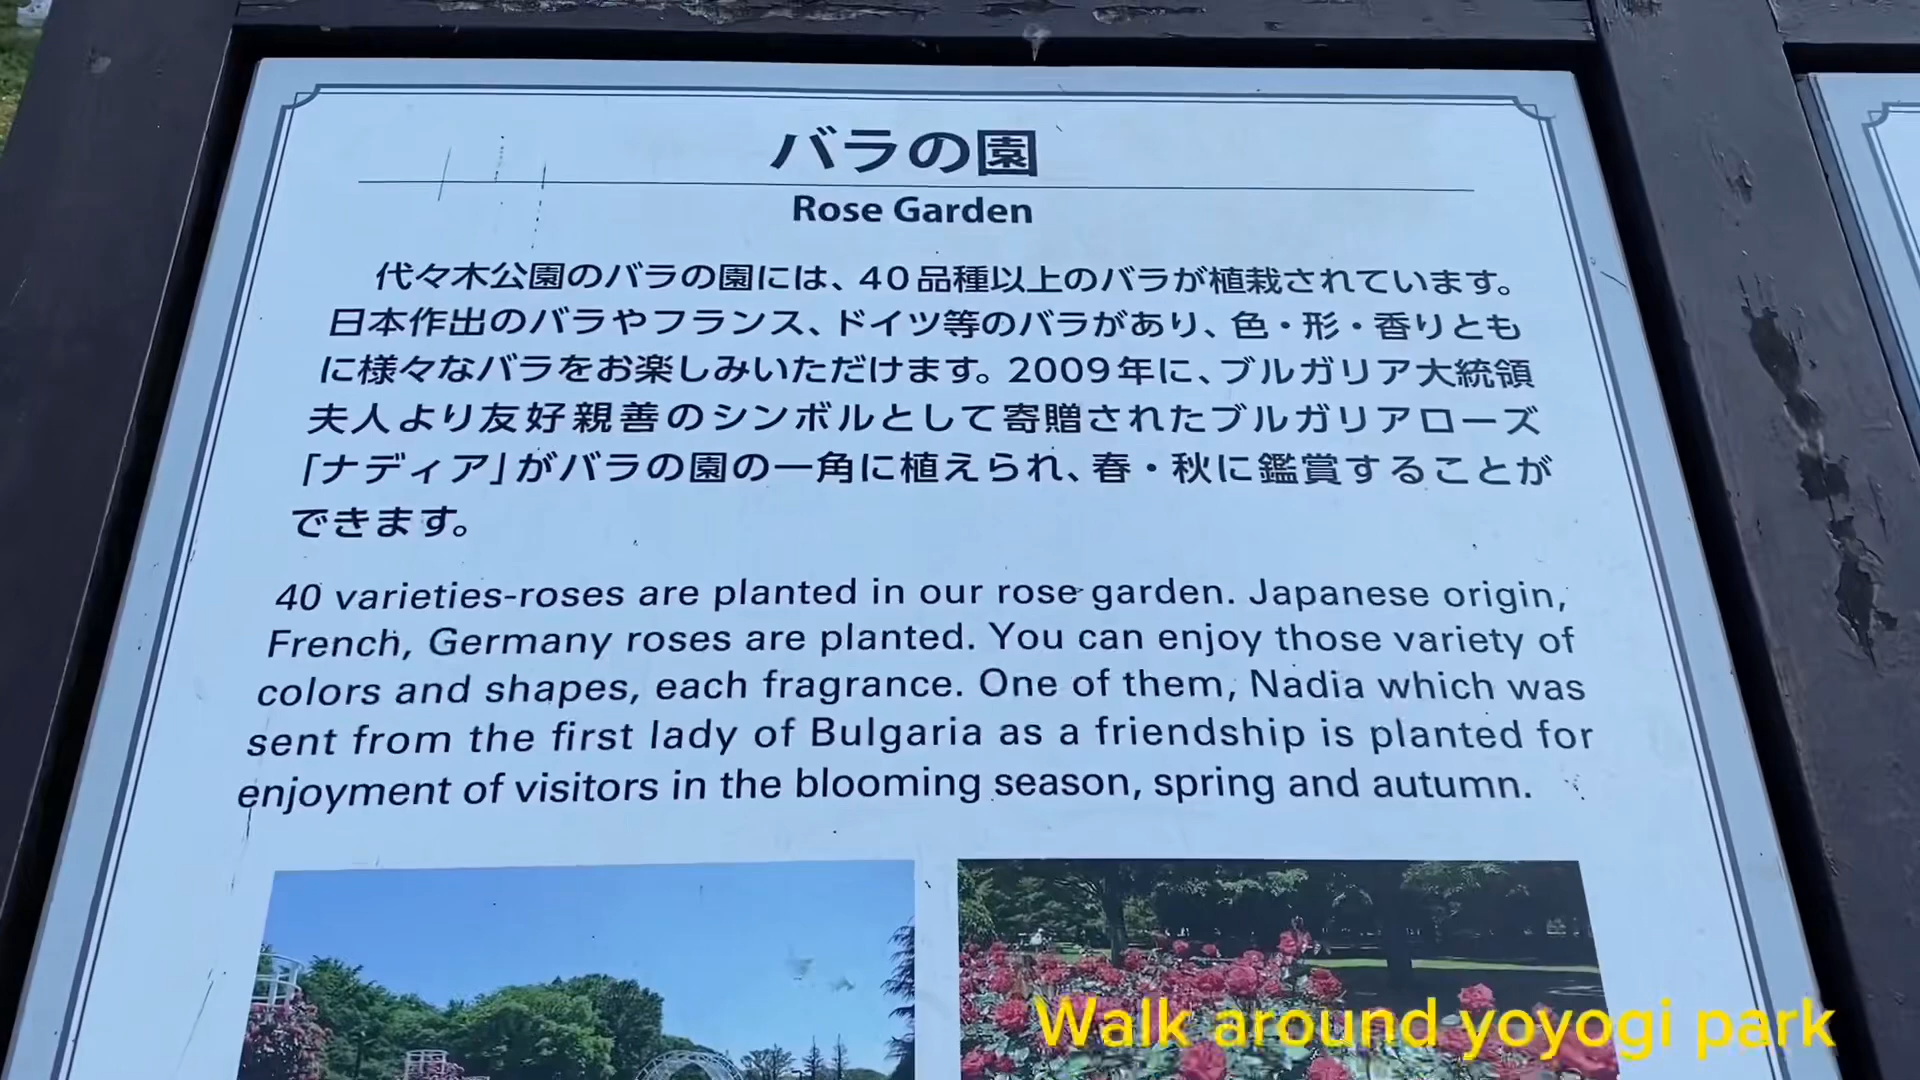 バラの園
Rose Garden
代々木公園のバラの園には、40品種以上のバラが植栽されています。
日本作出のバラやフランス、ドイツ等のバラがあり、色・形・香りとも
に様々なバラをお楽しみいただけます。2009年に、ブルガリア大統領
夫人より友好親善のシンボルとして寄贈されたブルガリアローズ
「ナディア」がバラの園の一角に植えられ、春・秋に鑑賞することが
できます。
40 varieties-roses are planted in our rose garden. Japanese origin,
French, Germany roses are planted. You can enjoy those variety of
colors and shapes, each fragrance. One of them, Nadia which was
sent from the first lady of Bulgaria as a friendship is planted for
enjoyment of visitors in the blooming season, spring and autumn.
Walk around yoyogi park